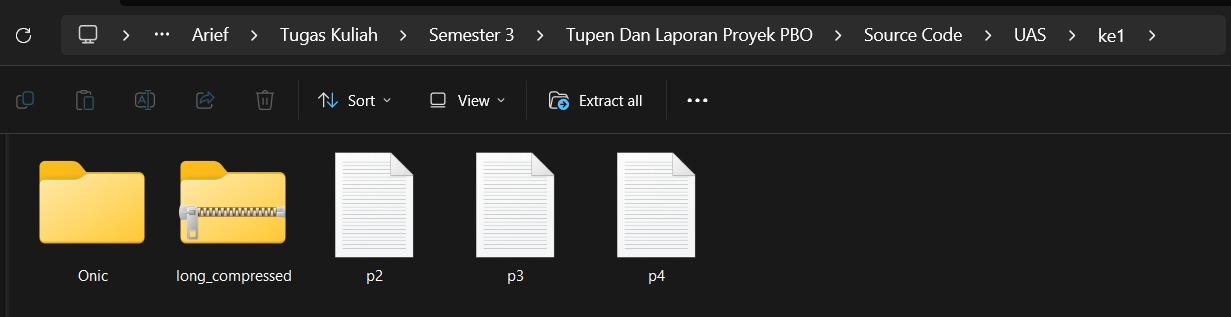 Arief > Tugas Kuliah > Semester 3 > Tupen Dan Laporan Proyek PBO > Source Code > UAS > ke1 >
Sort View Extract all
Onic long_compressed p2 p3 p4